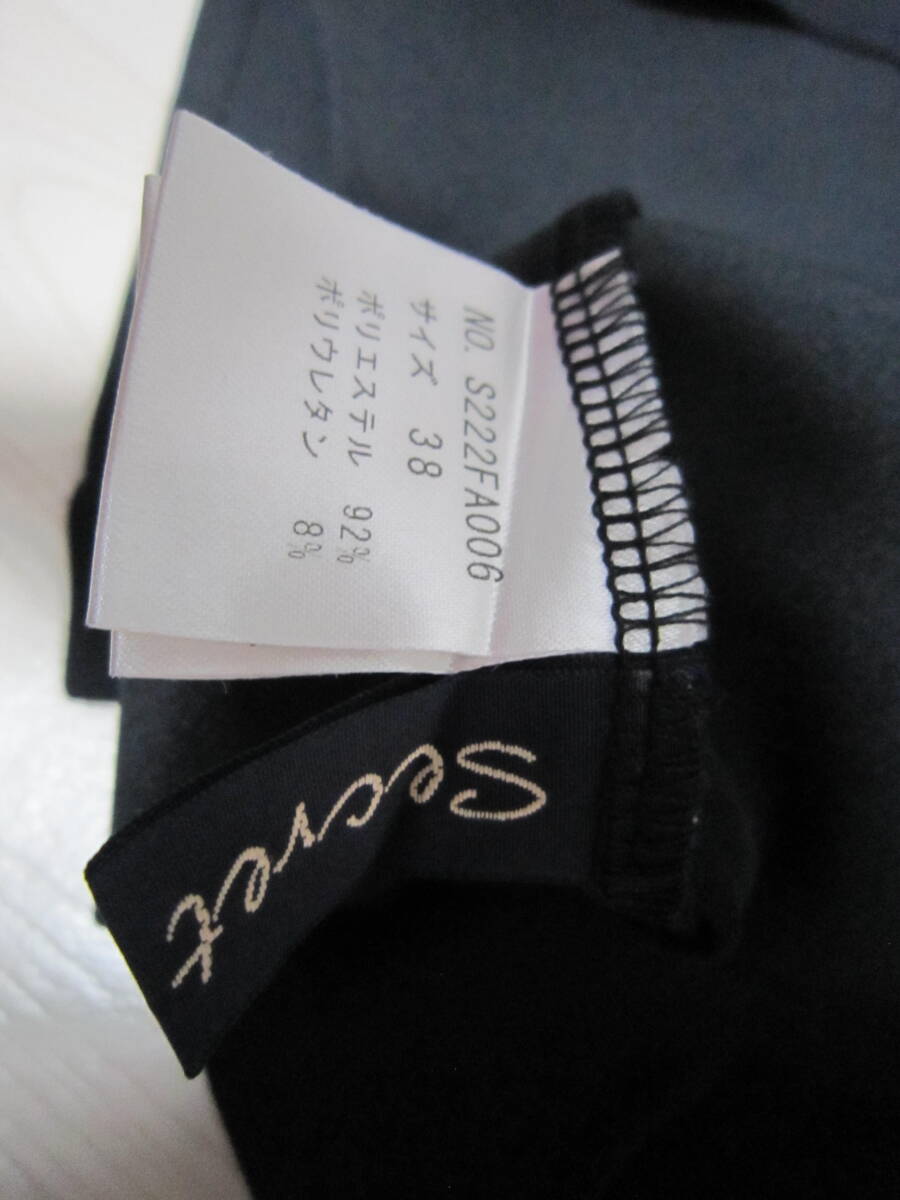 NO. S222FA006
サイズ 38
ポリエステル 92%
ポリウレタン 8%
Secret